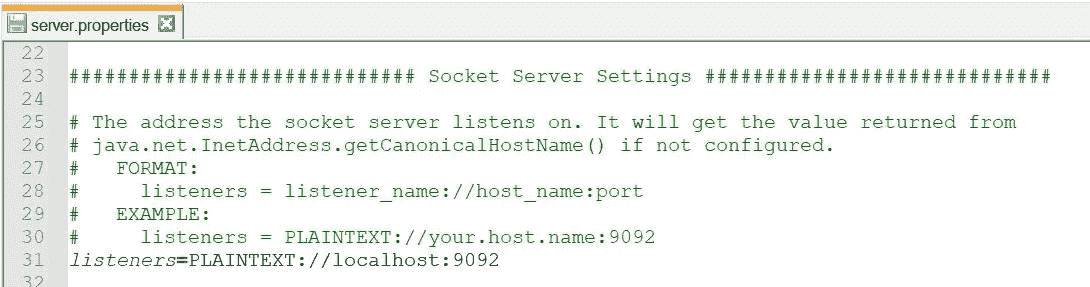 server.properties
22
23 ############################# Socket Server Settings #############################
24
25 # The address the socket server listens on. It will get the value returned from
26 # java.net.InetAddress.getCanonicalHostName() if not configured.
27 #   FORMAT:
28 #     listeners = listener_name://host_name:port
29 #   EXAMPLE:
30 #     listeners = PLAINTEXT://your.host.name:9092
31 listeners=PLAINTEXT://localhost:9092
32